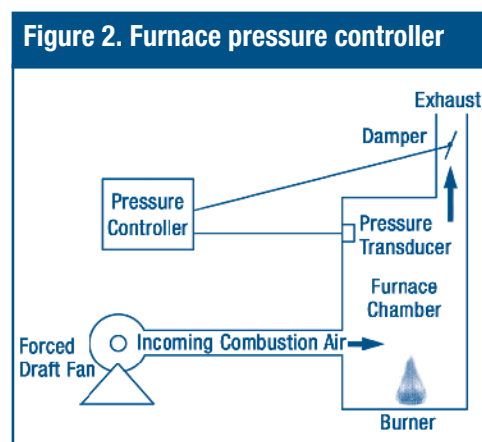 Figure 2. Furnace pressure controller
Exhaust
Damper
Pressure
Controller
Pressure
Transducer
Furnace
Chamber
Incoming Combustion Air
Forced
Draft Fan
Burner